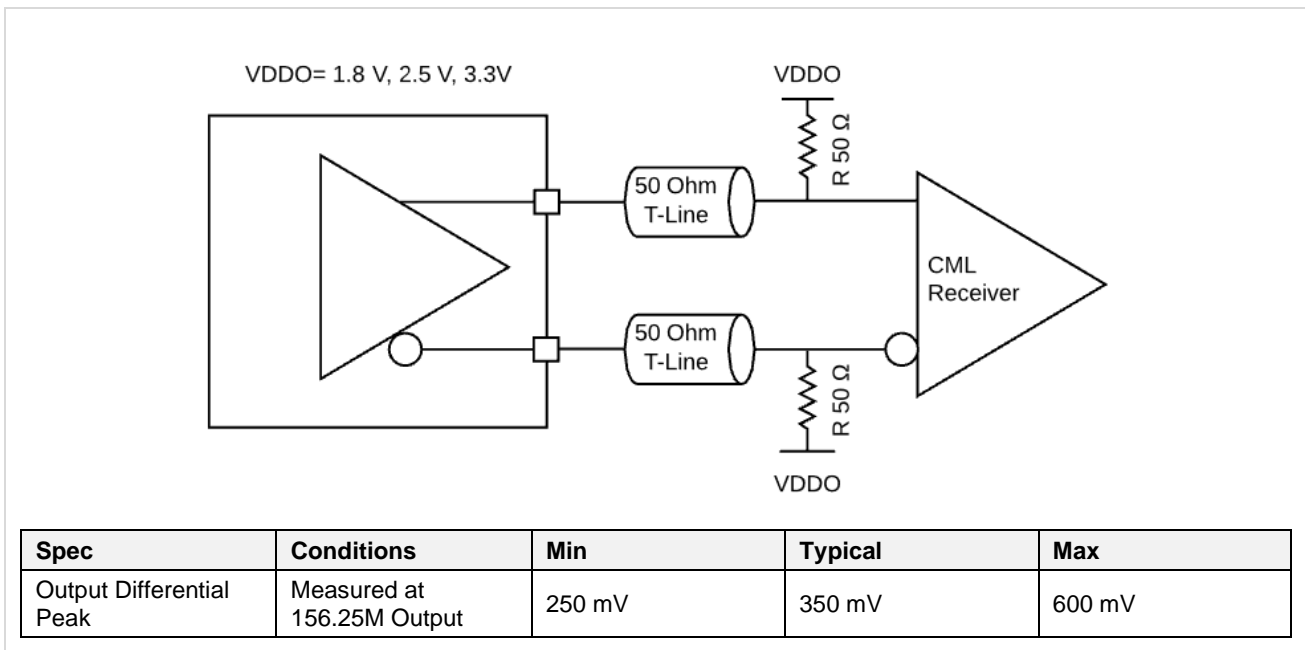 VDDO= 1.8 V, 2.5 V, 3.3V
VDDO
R 50 Ω
50 Ohm
T-Line
CML
Receiver
50 Ohm
T-Line
R 50 Ω
VDDO
Spec Conditions Min Typical Max
Output Differential
Peak
Measured at
156.25M Output
250 mV
350 mV
600 mV